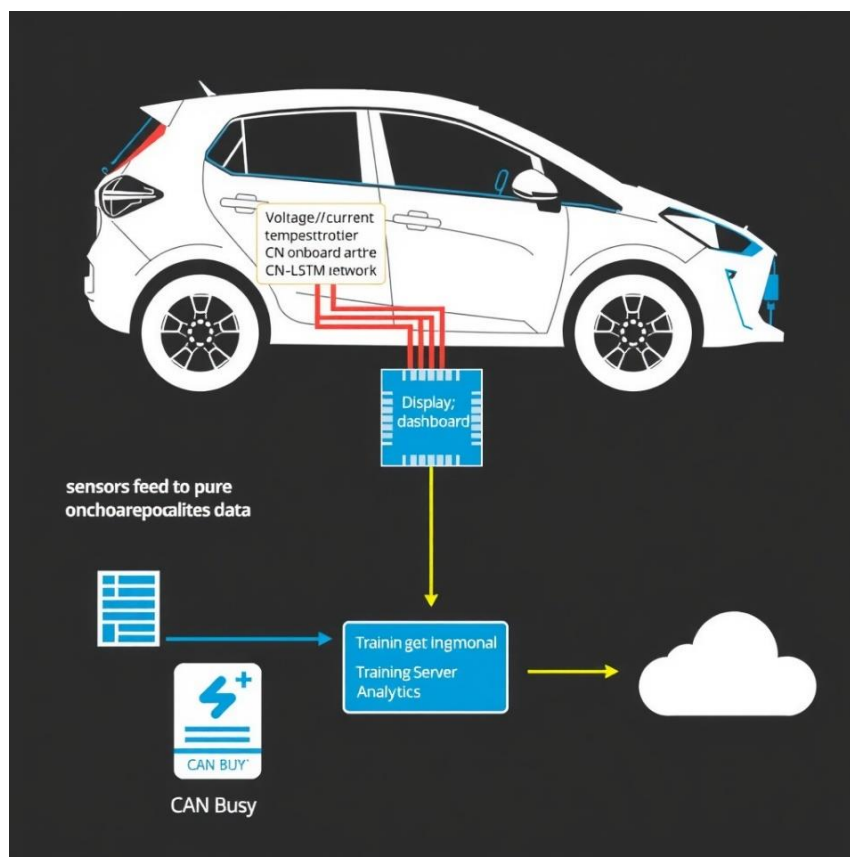 Voltage//current
tempesttrotier
CN onboard artre
CN-LSTM ietwork
Display;
dashboard
sensors feed to pure
onchoarepocalites data
Trainin get ingmonal
Training Server
Analytics
CAN BUY'
CAN Busy